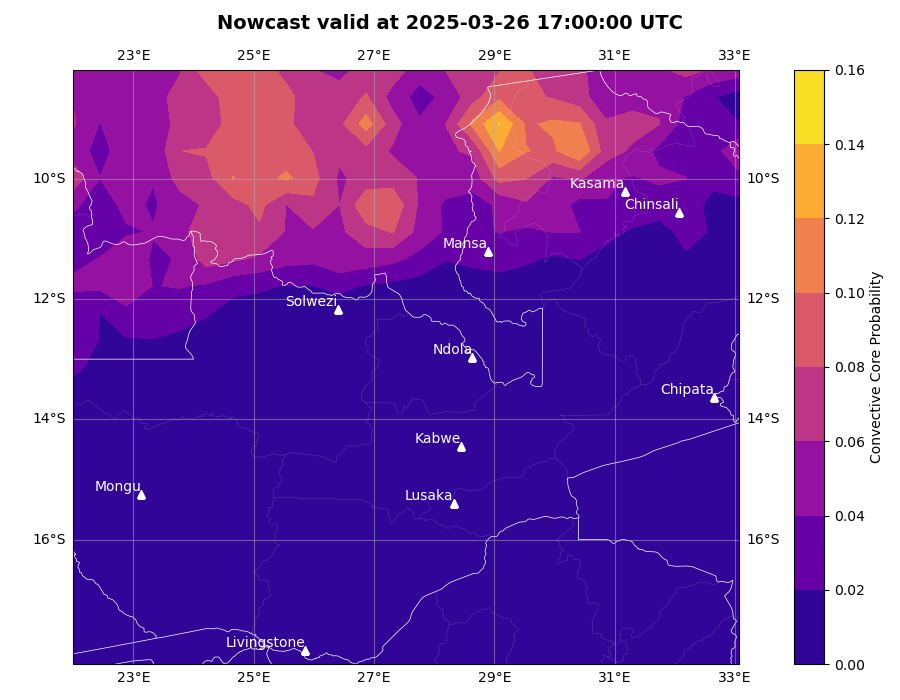 Nowcast valid at 2025-03-26 17:00:00 UTC
23°E 25°E 27°E 29°E 31°E 33°E
0.16
0.14
0.12
10°S Kasama 10°S
Chinsali
Mansa
0.10
12°S Solwezi 12°S
Ndola
0.08
Chipata
14°S 14°S
0.06
Kabwe
Mongu
Lusaka
0.04
16°S 16°S
0.02
Livingstone
0.00
23°E 25°E 27°E 29°E 31°E 33°E
Convective Core Probability